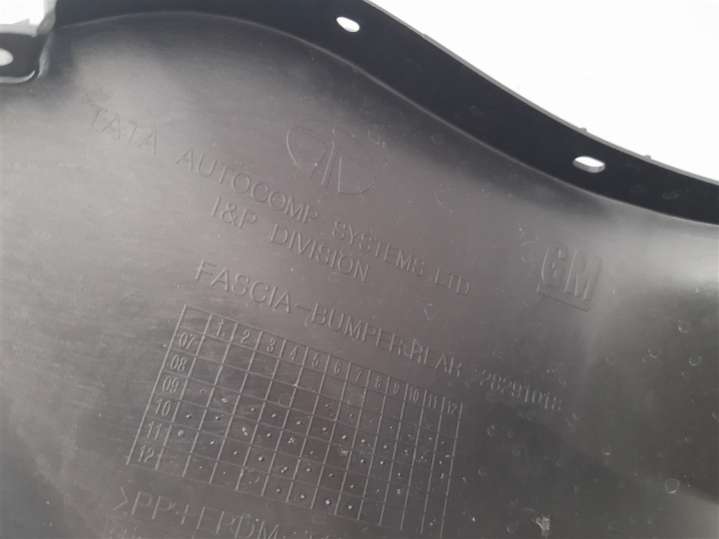 TATA AUTOCOMP SYSTEMS LTD
I&P DIVISION
GM
FASCIA-BUMPER,REAR 28291018
1 2 3 4 5 6 7 8 9 10 11 12
07
08
09
10
11
12
>PP+EPDM